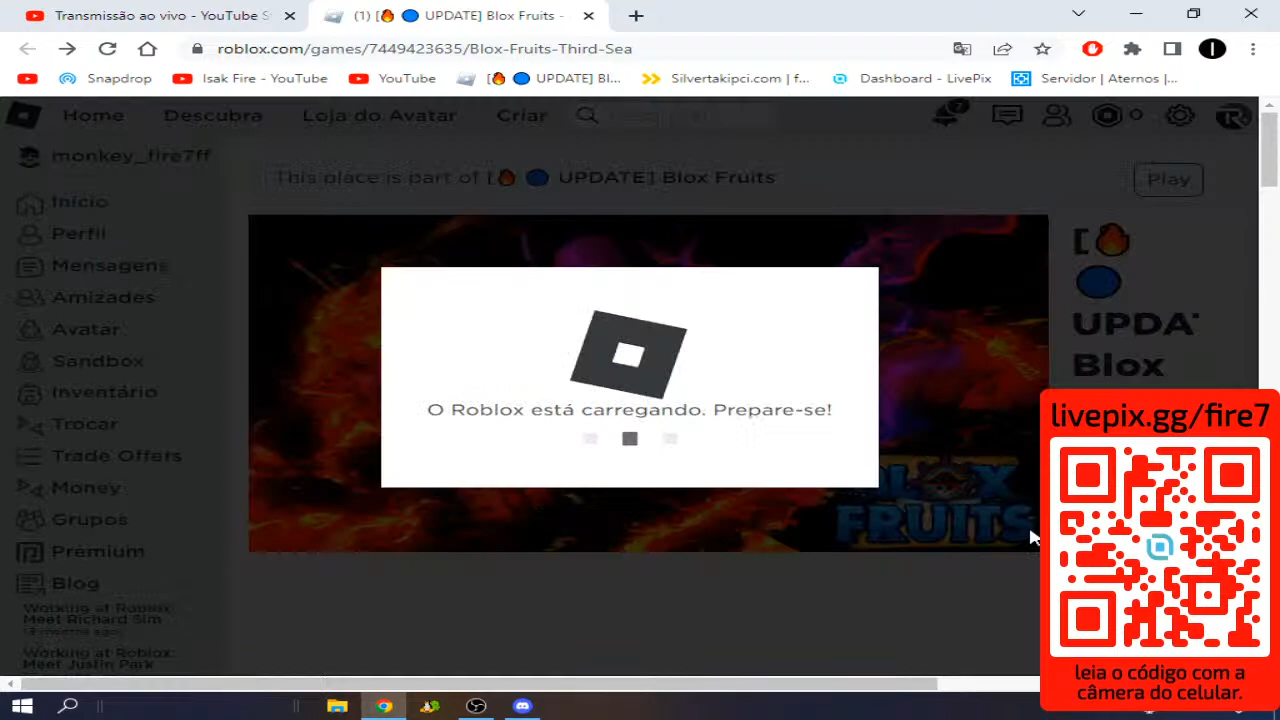 Transmissão ao vivo - YouTube S
(1) [🔥 🔵 UPDATE] Blox Fruits -
roblox.com/games/7449423635/Blox-Fruits-Third-Sea
Snapdrop
Isak Fire - YouTube
YouTube
[🔥 🔵 UPDATE] Bl...
Silvertakipci.com | f...
Dashboard - LivePix
Servidor | Aternos |...
Home
Descubra
Loja do Avatar
Criar
7
0
monkey_fire7ff
This place is part of [🔥 🔵 UPDATE] Blox Fruits
Play
Início
Perfil
Mensagens
Amizades
Avatar
Sandbox
Inventário
Trocar
Trade Offers
Money
Grupos
Premium
Blog
Working at Roblox:
Meet Richard Sim
Working at Roblox:
Meet Justin Park
[🔥
🔵
UPDAT
Blox
O Roblox está carregando. Prepare-se!
BLOX
FRUITS
livepix.gg/fire7
leia o código com a
câmera do celular.